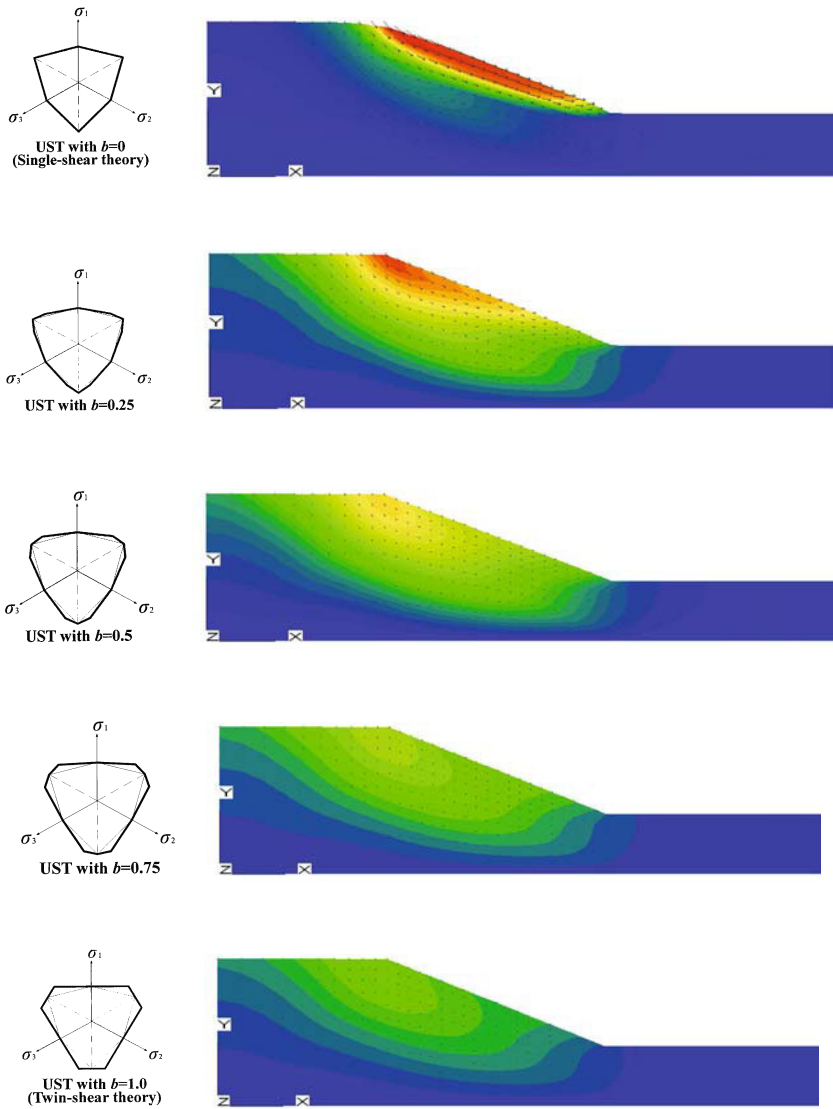 σ₁
σ₃ σ₂
UST with b=0
(Single-shear theory)
Y
Z X
σ₁
σ₃ σ₂
UST with b=0.25
Y
Z X
σ₁
σ₃ σ₂
UST with b=0.5
Y
Z X
σ₁
σ₃ σ₂
UST with b=0.75
Y
Z X
σ₁
σ₃ σ₂
UST with b=1.0
(Twin-shear theory)
Y
Z X